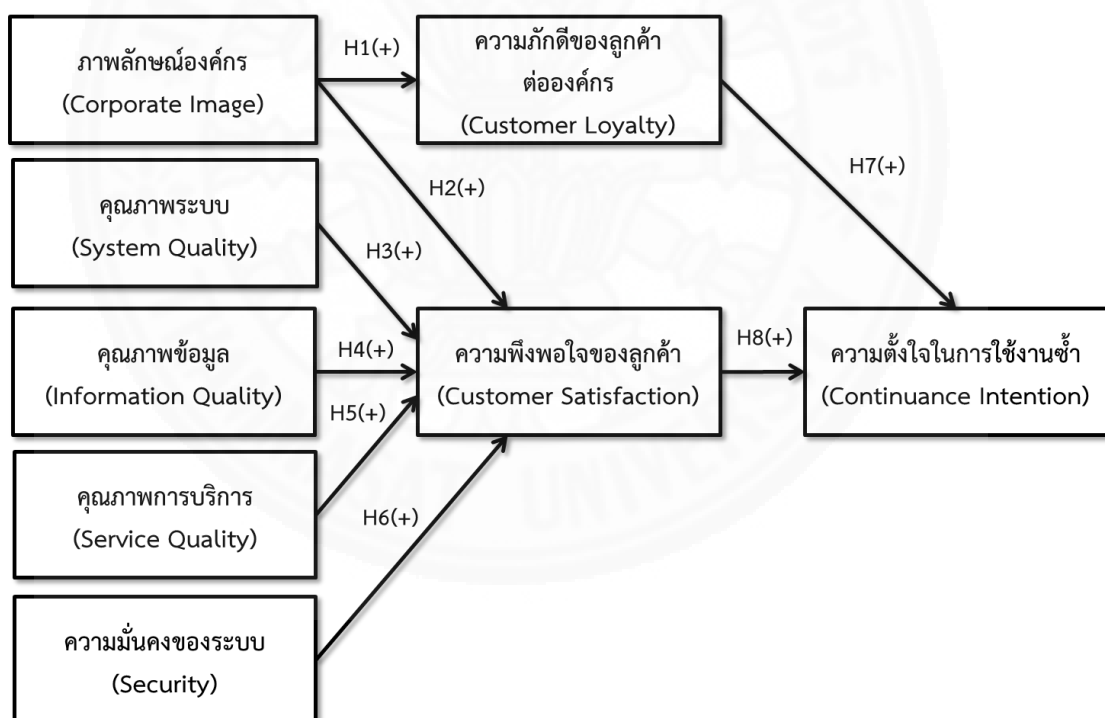 ภาพลักษณ์องค์กร
(Corporate Image)
H1(+)
ความภักดีของลูกค้า
ต่อองค์กร
(Customer Loyalty)
H2(+)
H7(+)
คุณภาพระบบ
(System Quality)
H3(+)
คุณภาพข้อมูล
(Information Quality)
H4(+)
ความพึงพอใจของลูกค้า
(Customer Satisfaction)
H8(+)
ความตั้งใจในการใช้งานซ้ำ
(Continuance Intention)
H5(+)
คุณภาพการบริการ
(Service Quality)
H6(+)
ความมั่นคงของระบบ
(Security)